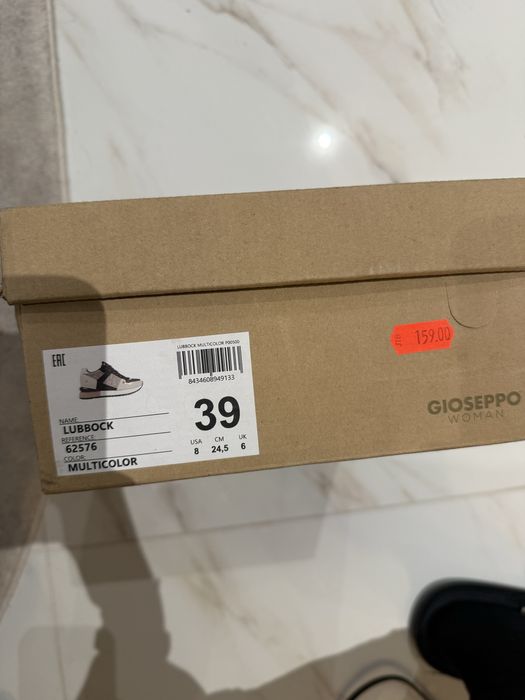 ЛВ 159.00
EAC
LUBBOCK MULTICOLOR P00500
8434608949133
NAME:
LUBBOCK
REFERENCE:
62576
COLOR:
MULTICOLOR
39
USA CM UK
8 24,5 6
GIOSEPPO
WOMAN